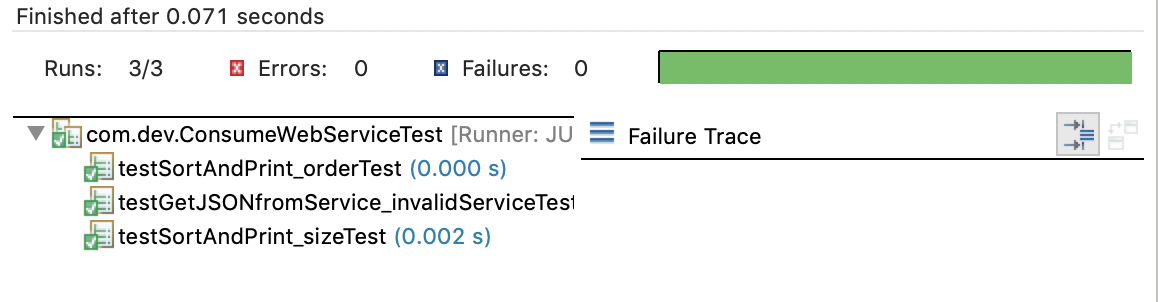 Finished after 0.071 seconds
Runs: 3/3 Errors: 0 Failures: 0
com.dev.ConsumeWebServiceTest [Runner: JU
Failure Trace
testSortAndPrint_orderTest (0.000 s)
testGetJSONfromService_invalidServiceTest
testSortAndPrint_sizeTest (0.002 s)